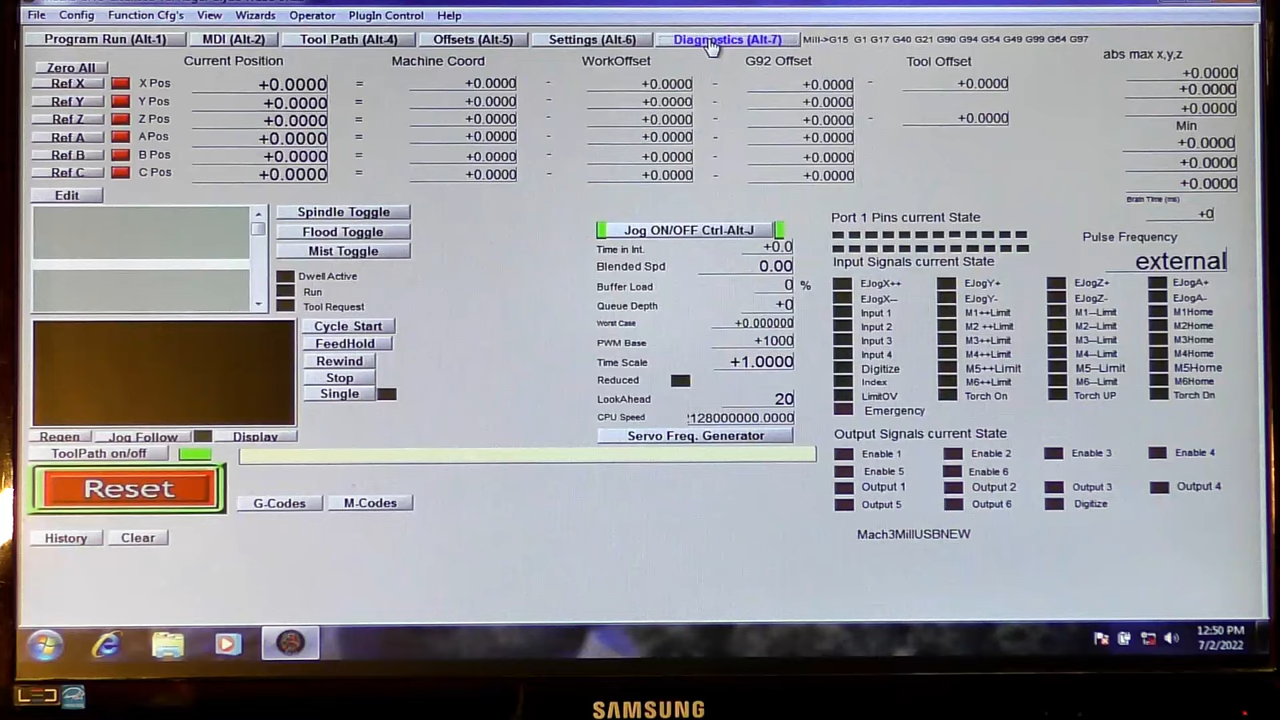 File Config Function Cfg's View Wizards Operator PlugIn Control Help
Program Run (Alt-1) MDI (Alt-2) Tool Path (Alt-4) Offsets (Alt-5) Settings (Alt-6) Diagnostics (Alt-7) Mill->G15 G1 G17 G40 G21 G90 G94 G54 G49 G99 G64 G97
Zero All Current Position Machine Coord WorkOffset G92 Offset Tool Offset abs max x,y,z
Ref X X Pos +0.0000 = +0.0000 - +0.0000 - +0.0000 - +0.0000 +0.0000
Ref Y Y Pos +0.0000 = +0.0000 - +0.0000 - +0.0000 +0.0000
Ref Z Z Pos +0.0000 = +0.0000 - +0.0000 - +0.0000 - +0.0000 +0.0000
Min
Ref A A Pos +0.0000 = +0.0000 - +0.0000 - +0.0000 +0.0000
Ref B B Pos +0.0000 = +0.0000 - +0.0000 - +0.0000 +0.0000
Ref C C Pos +0.0000 = +0.0000 - +0.0000 - +0.0000 +0.0000
Edit
Time (ms)
+0
Spindle Toggle
Flood Toggle
Mist Toggle
Dwell Active
Run
Tool Request
Cycle Start
FeedHold
Rewind
Stop
Single
Regen Jog Follow Display
ToolPath on/off
Reset
G-Codes M-Codes
History Clear
Jog ON/OFF Ctrl-Alt-J
Time in Int. +0.0
Blended Spd 0.00
Buffer Load 0 %
Queue Depth +0
Worst Case +0.000000
PWM Base +1000
Time Scale +1.0000
Reduced
LookAhead 20
CPU Speed 128000000.0000
Servo Freq. Generator
Port 1 Pins current State
Pulse Frequency
external
Input Signals current State
EJogX++ EJogY+ EJogZ+ EJogA+
EJogX-- EJogY- EJogZ- EJogA-
Input 1 M1++Limit M1--Limit M1Home
Input 2 M2 ++Limit M2--Limit M2Home
Input 3 M3++Limit M3--Limit M3Home
Input 4 M4++Limit M4--Limit M4Home
Digitize M5++Limit M5--Limit M5Home
Index M6++Limit M6--Limit M6Home
LimitOV Torch On Torch UP Torch Dn
Emergency
Output Signals current State
Enable 1 Enable 2 Enable 3 Enable 4
Enable 5 Enable 6
Output 1 Output 2 Output 3 Output 4
Output 5 Output 6 Digitize
Mach3MillUSBNEW
12:50 PM
7/2/2022
LED
SAMSUNG